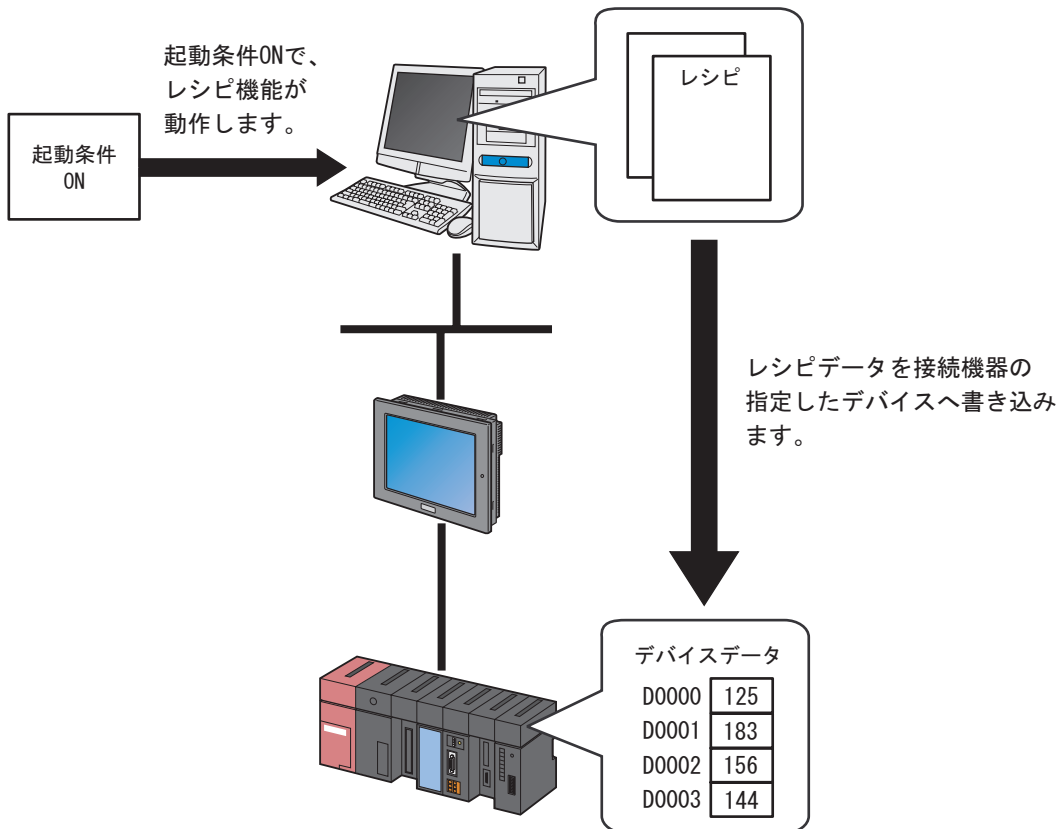 起動条件ONで、
レシピ機能が
動作します。
起動条件
ON
レシピ
レシピデータを接続機器の
指定したデバイスへ書き込み
ます。
デバイスデータ
D0000 125
D0001 183
D0002 156
D0003 144